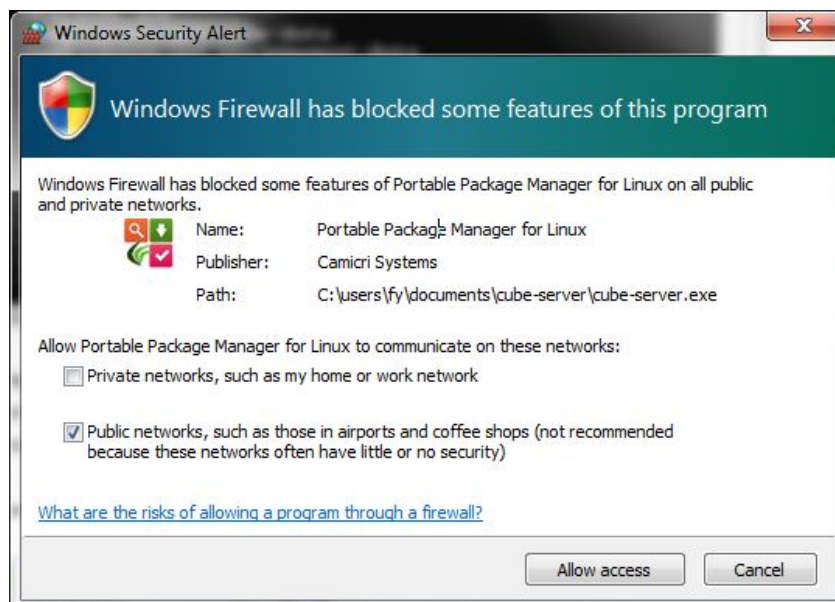 Windows Security Alert
Windows Firewall has blocked some features of this program
Windows Firewall has blocked some features of Portable Package Manager for Linux on all public
and private networks.
Name: Portable Package Manager for Linux
Publisher: Camicri Systems
Path: C:\users\fy\documents\cube-server\cube-server.exe
Allow Portable Package Manager for Linux to communicate on these networks:
Private networks, such as my home or work network
Public networks, such as those in airports and coffee shops (not recommended
because these networks often have little or no security)
What are the risks of allowing a program through a firewall?
Allow access Cancel